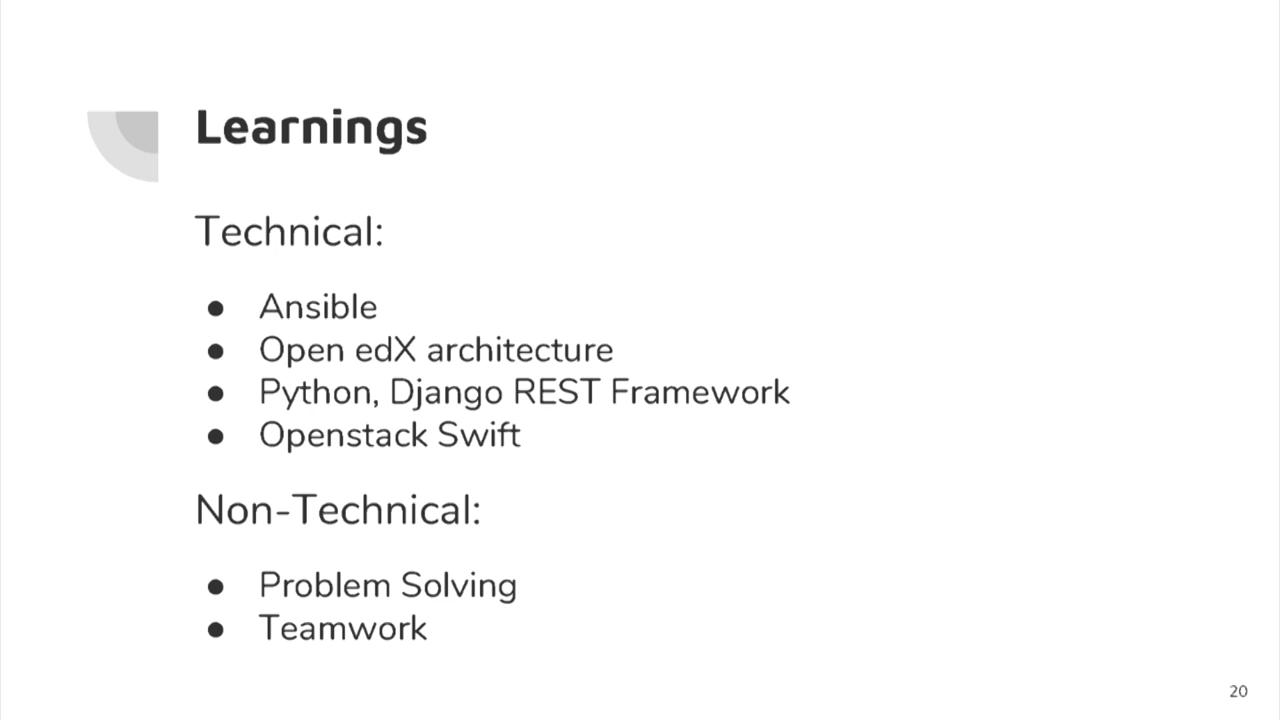 Learnings
Technical:
● Ansible
● Open edX architecture
● Python, Django REST Framework
● Openstack Swift
Non-Technical:
● Problem Solving
● Teamwork
20